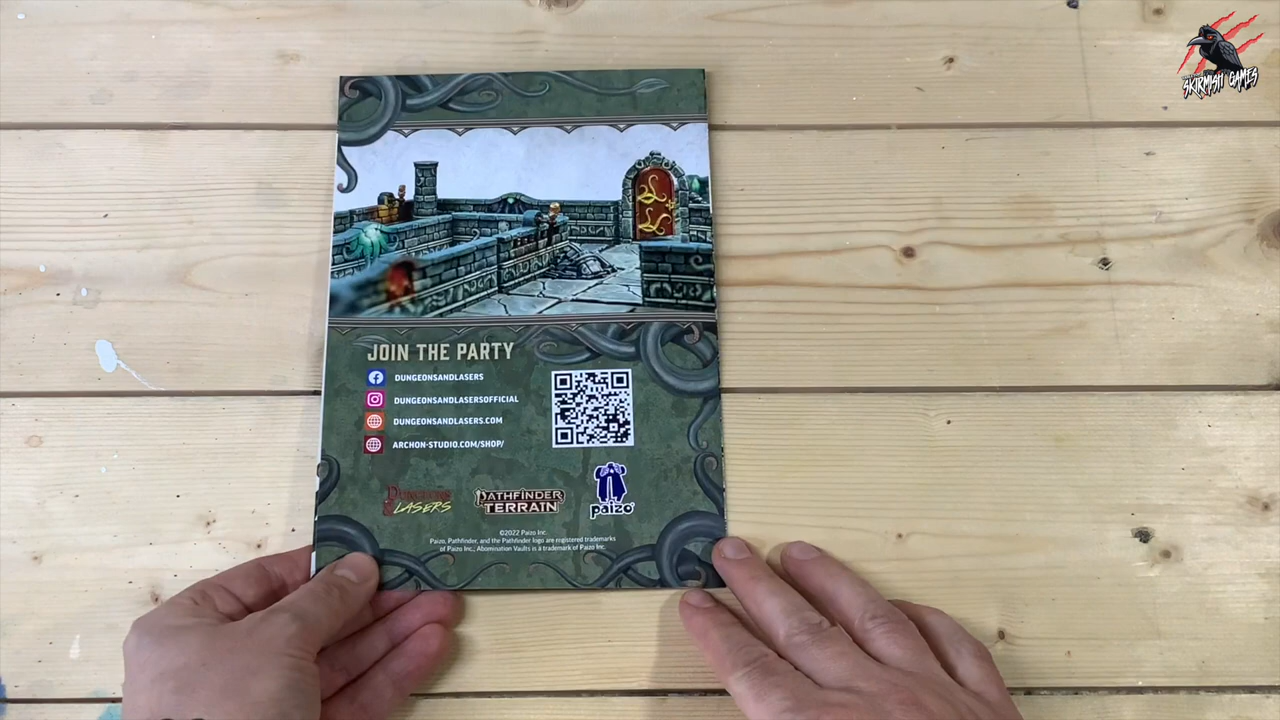 SKIRMISH GAMES
JOIN THE PARTY
DUNGEONSANDLASERS
DUNGEONSANDLASERSOFFICIAL
DUNGEONSANDLASERS.COM
ARCHON-STUDIO.COM/SHOP/
DUNGEONS
& LASERS
PATHFINDER
TERRAIN
paizo®
©2022 Paizo Inc.
Paizo, Pathfinder, and the Pathfinder logo are registered trademarks
of Paizo Inc.; Abomination Vaults is a trademark of Paizo Inc.